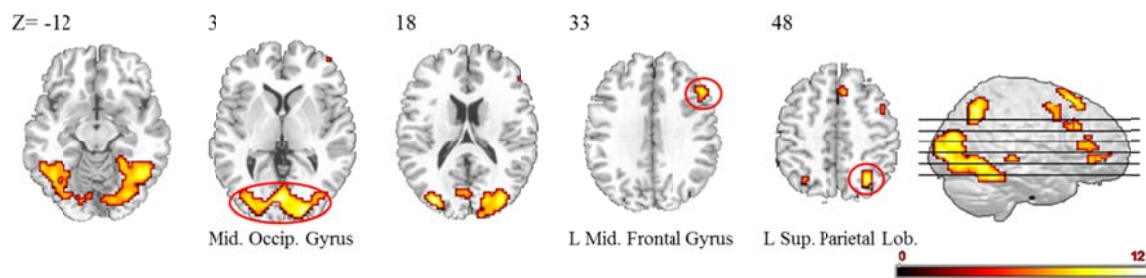 Z= -12
3
18
33
48
Mid. Occip. Gyrus
L Mid. Frontal Gyrus
L Sup. Parietal Lob.
0
12